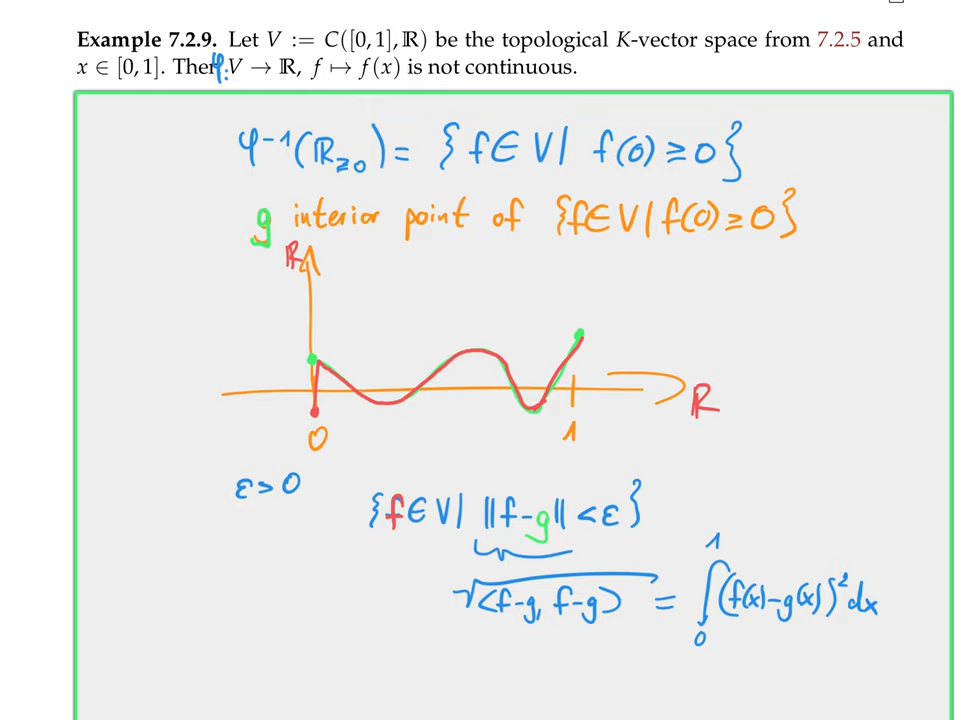 Example 7.2.9. Let V := C([0, 1], ℝ) be the topological K-vector space from 7.2.5 and
x ∈ [0, 1]. Then φ: V → ℝ, f ↦ f(x) is not continuous.
φ⁻¹(ℝ≥0) = {f ∈ V | f(0) ≥ 0}
g interior point of {f ∈ V | f(0) ≥ 0}
ℝ
ℝ
0 1
ε > 0
{f ∈ V | ||f-g|| < ε}
√<f-g, f-g> = ∫₀¹ (f(x)-g(x))² dx